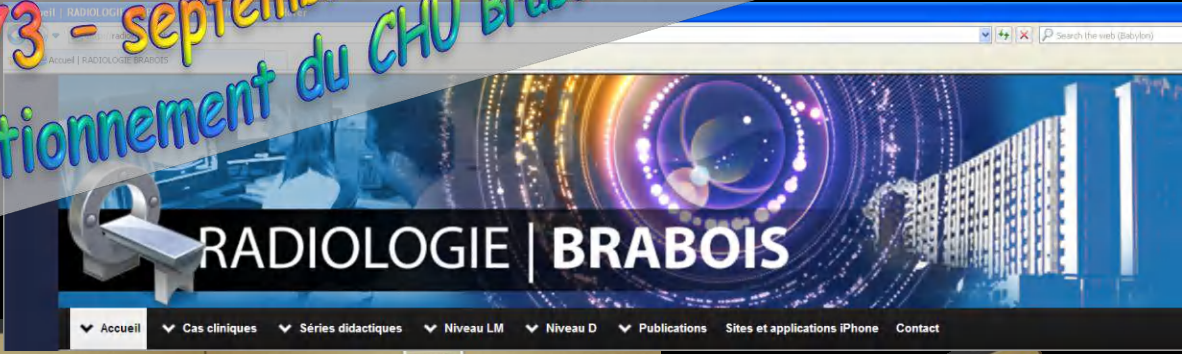 3 - septem
tionnement du CHU Brabo
Accueil | RADIOLOGIE BRABOIS
Search the web (Babylon)
RADIOLOGIE | BRABOIS
Accueil Cas cliniques Séries didactiques Niveau LM Niveau D Publications Sites et applications iPhone Contact